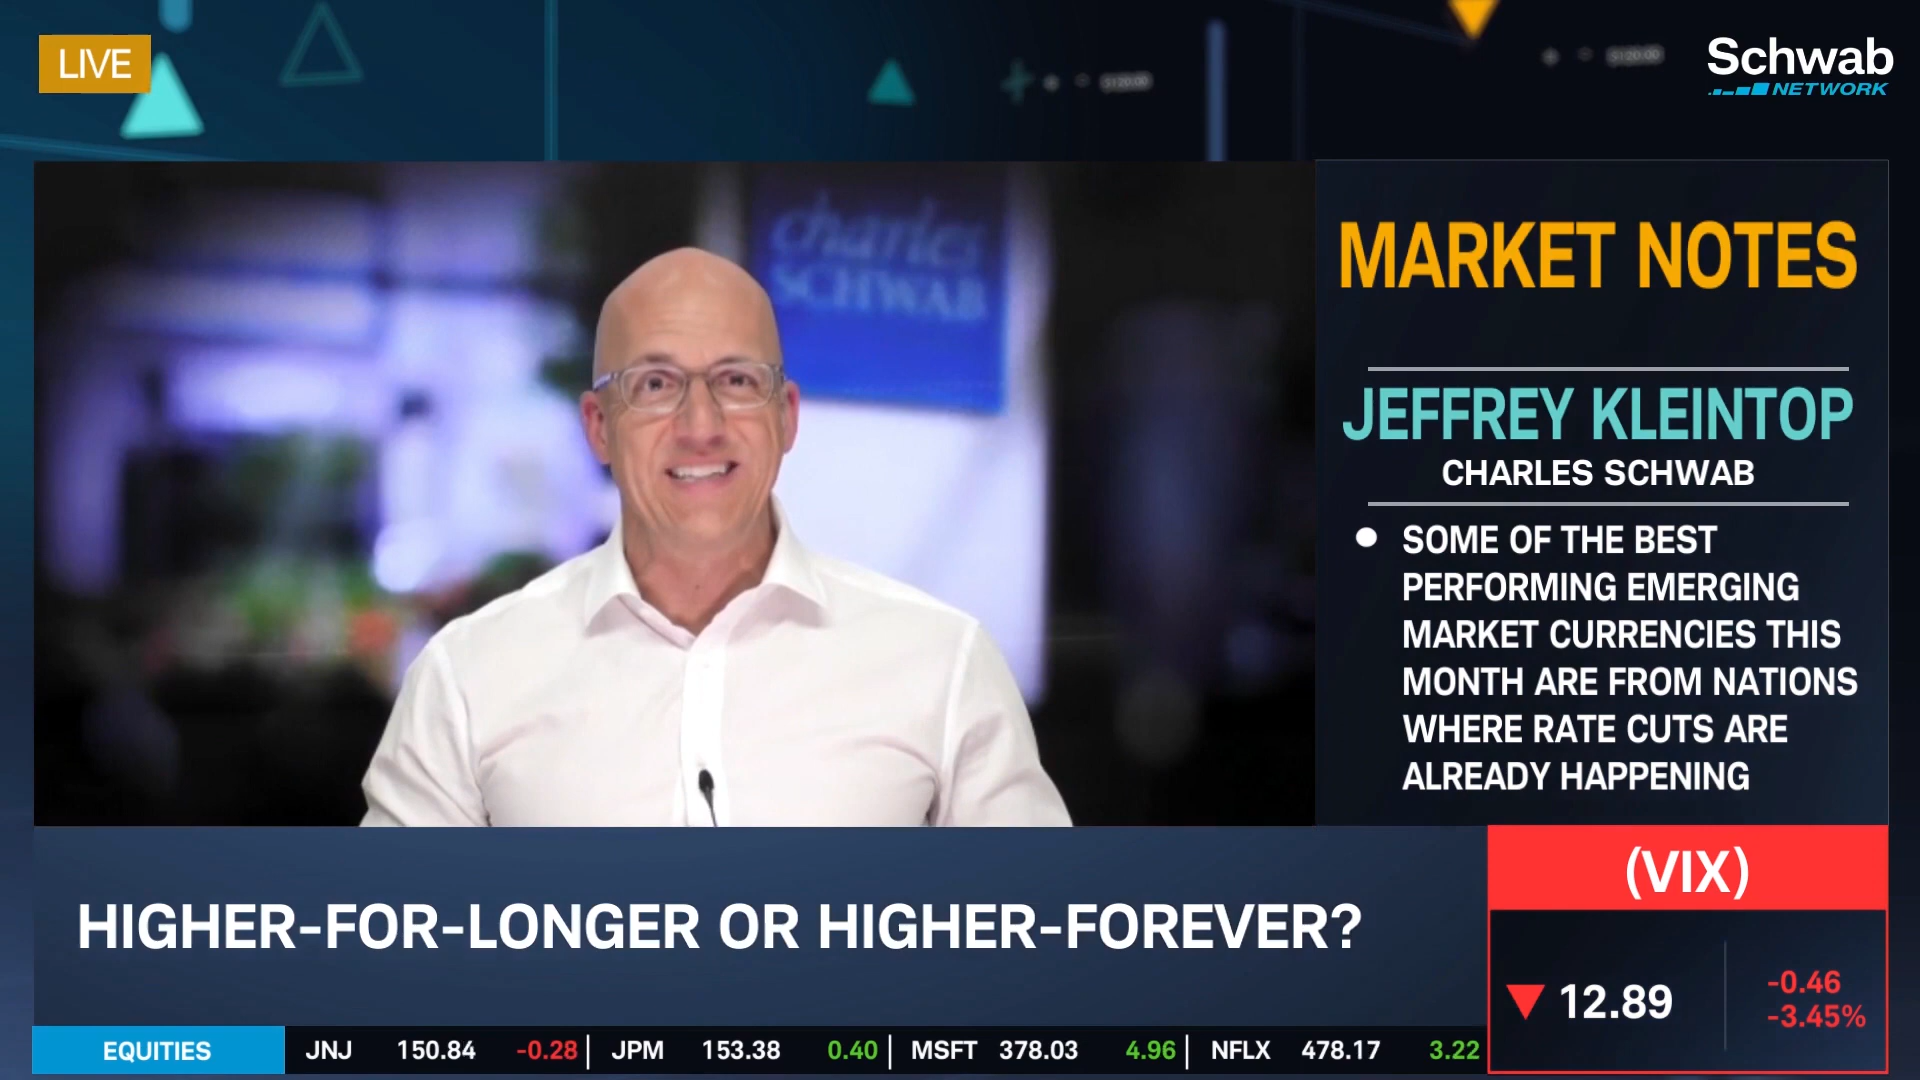 LIVE
Schwab
NETWORK
charles
SCHWAB
MARKET NOTES
JEFFREY KLEINTOP
CHARLES SCHWAB
SOME OF THE BEST
PERFORMING EMERGING
MARKET CURRENCIES THIS
MONTH ARE FROM NATIONS
WHERE RATE CUTS ARE
ALREADY HAPPENING
HIGHER-FOR-LONGER OR HIGHER-FOREVER?
(VIX)
12.89
-0.46
-3.45%
EQUITIES JNJ 150.84 -0.28 JPM 153.38 0.40 MSFT 378.03 4.96 NFLX 478.17 3.22